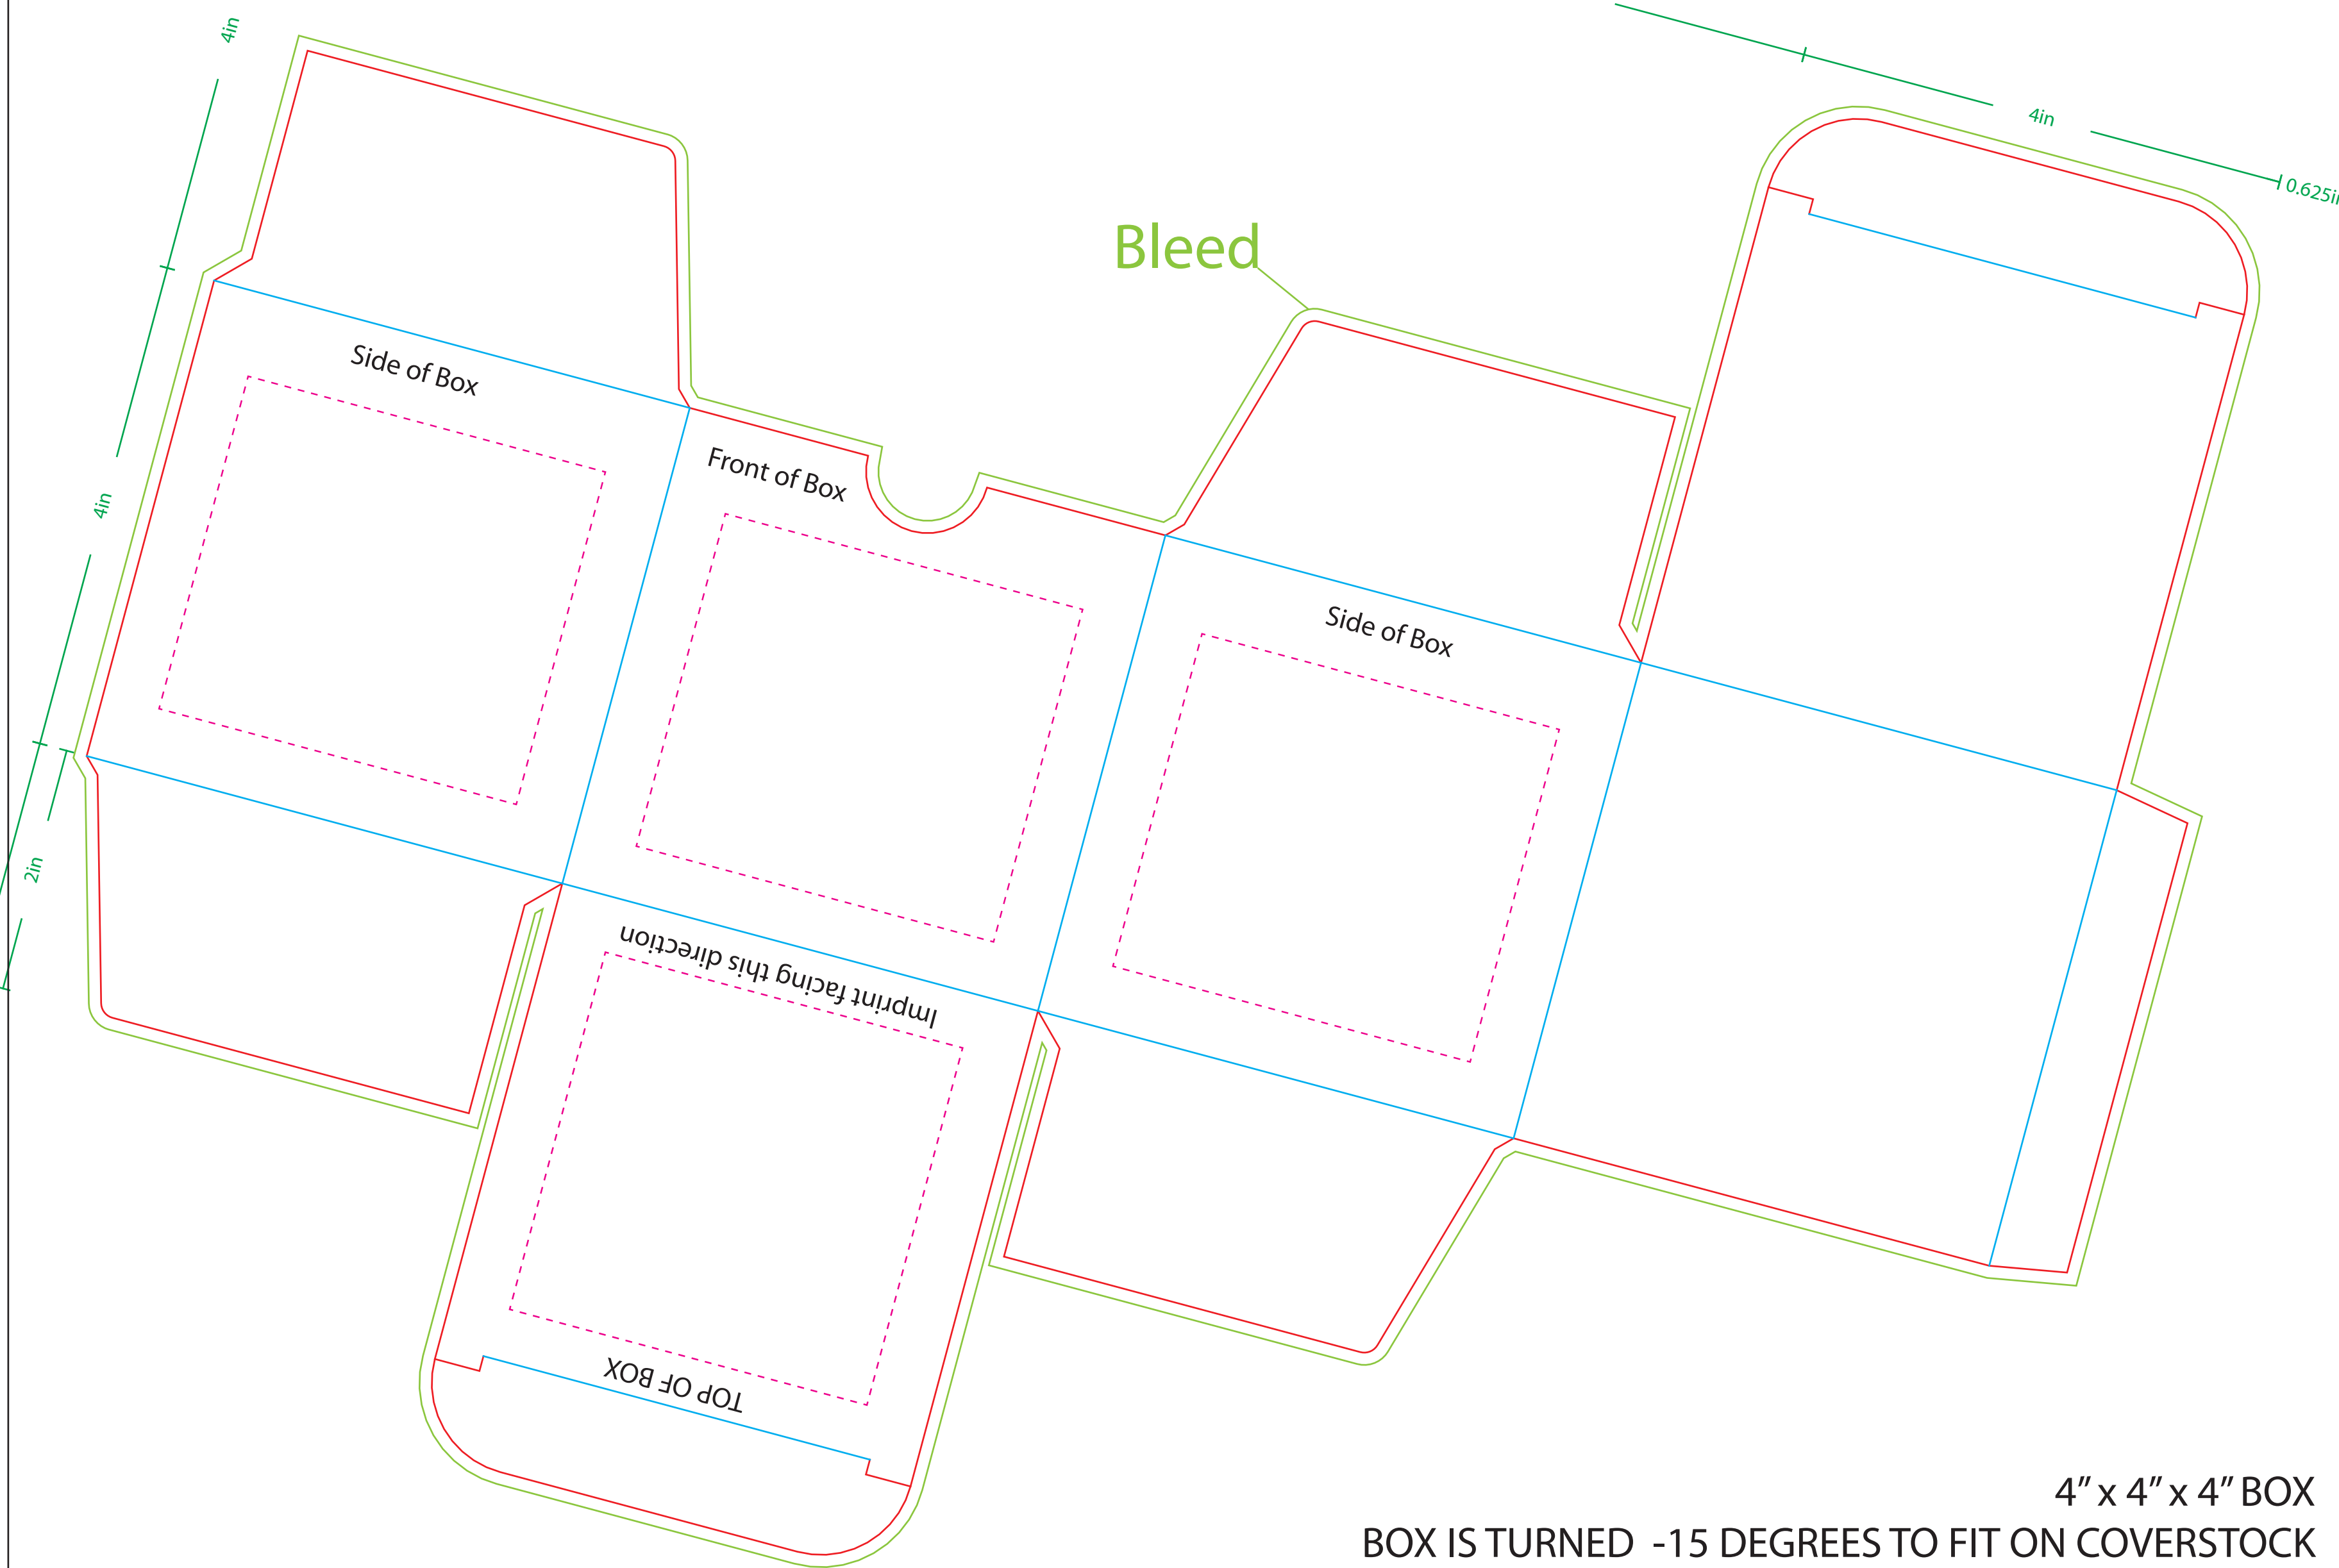 4in
4in
0.625i
Bleed
Side of Box
Front of Box
4in
Side of Box
2in
Imprint facing this direction
TOP OF BOX
4” x 4” x 4” BOX
BOX IS TURNED -15 DEGREES TO FIT ON COVERSTOCK